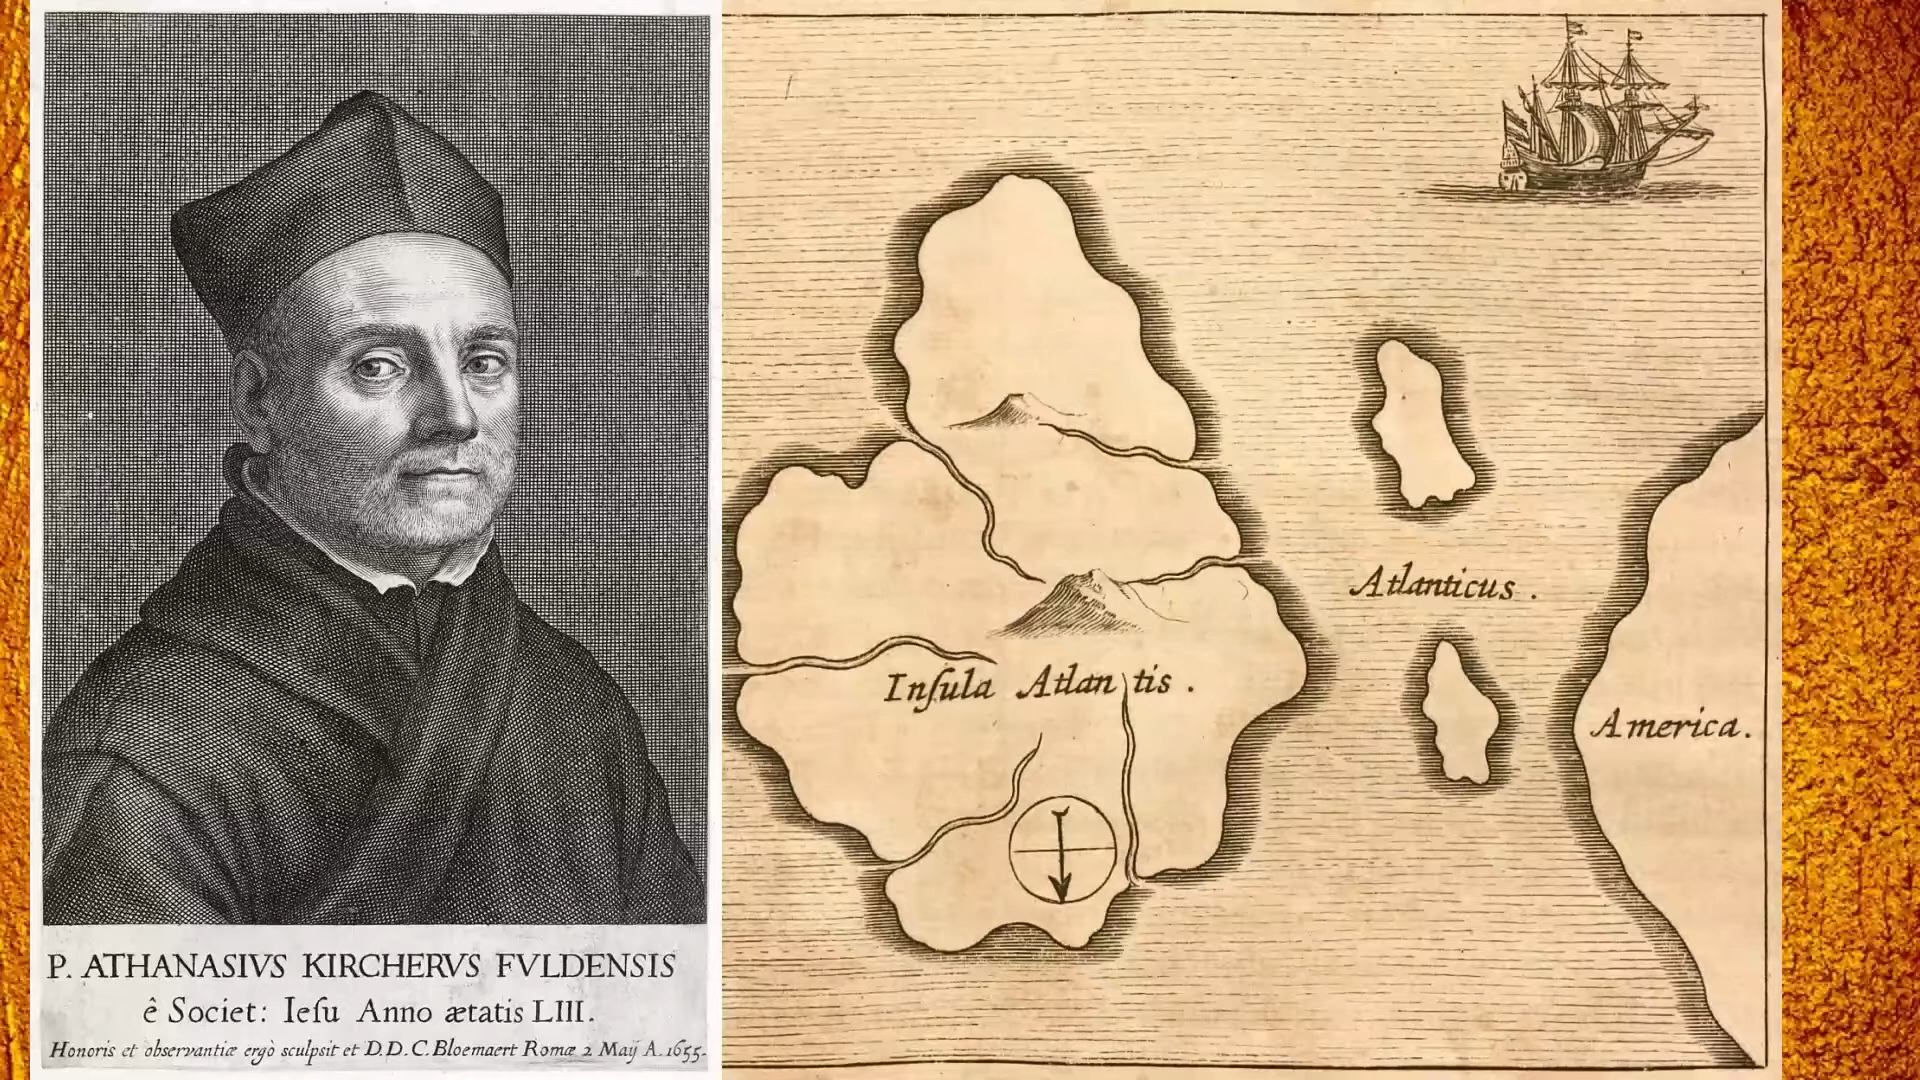 P. ATHANASIVS KIRCHERVS FVLDENSIS
ê Societ: Ieſu Anno ætatis LIII.
Honoris et observantiæ ergò sculpsit et D.D.C. Bloemaert Romæ 2 Maij A. 1655.
Atlanticus .
Inſula Atlantis .
America .